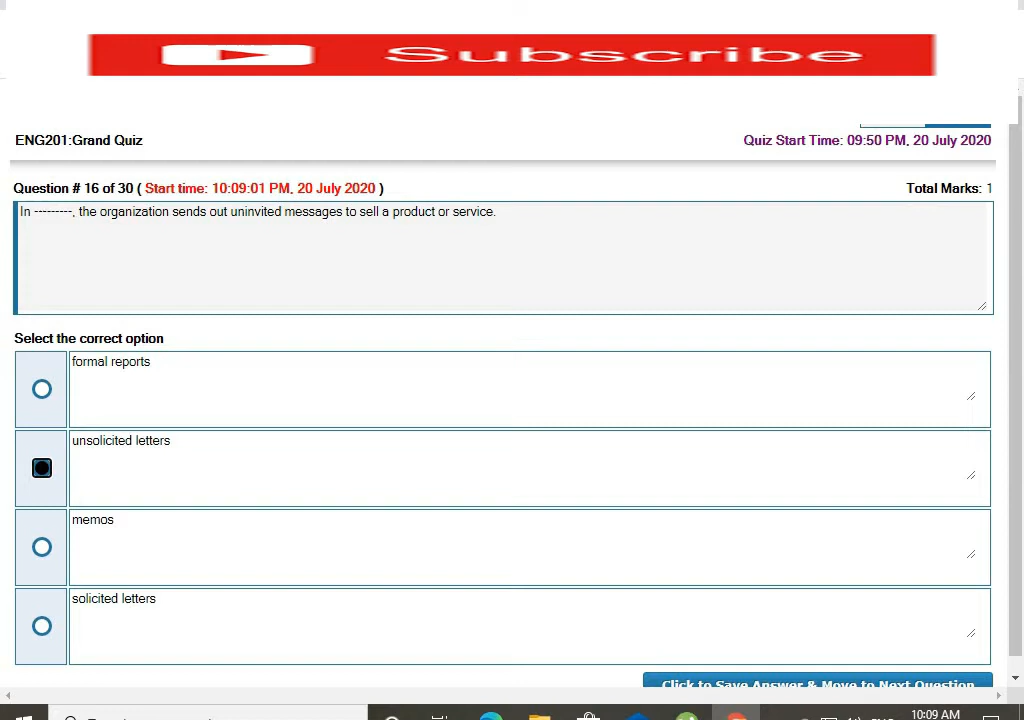 Subscribe
ENG201:Grand Quiz
Quiz Start Time: 09:50 PM, 20 July 2020
Question # 16 of 30 ( Start time: 10:09:01 PM, 20 July 2020 )
Total Marks: 1
In ---------, the organization sends out uninvited messages to sell a product or service.
Select the correct option
formal reports
unsolicited letters
memos
solicited letters
Click to Save Answer & Move to Next Question
10:09 AM